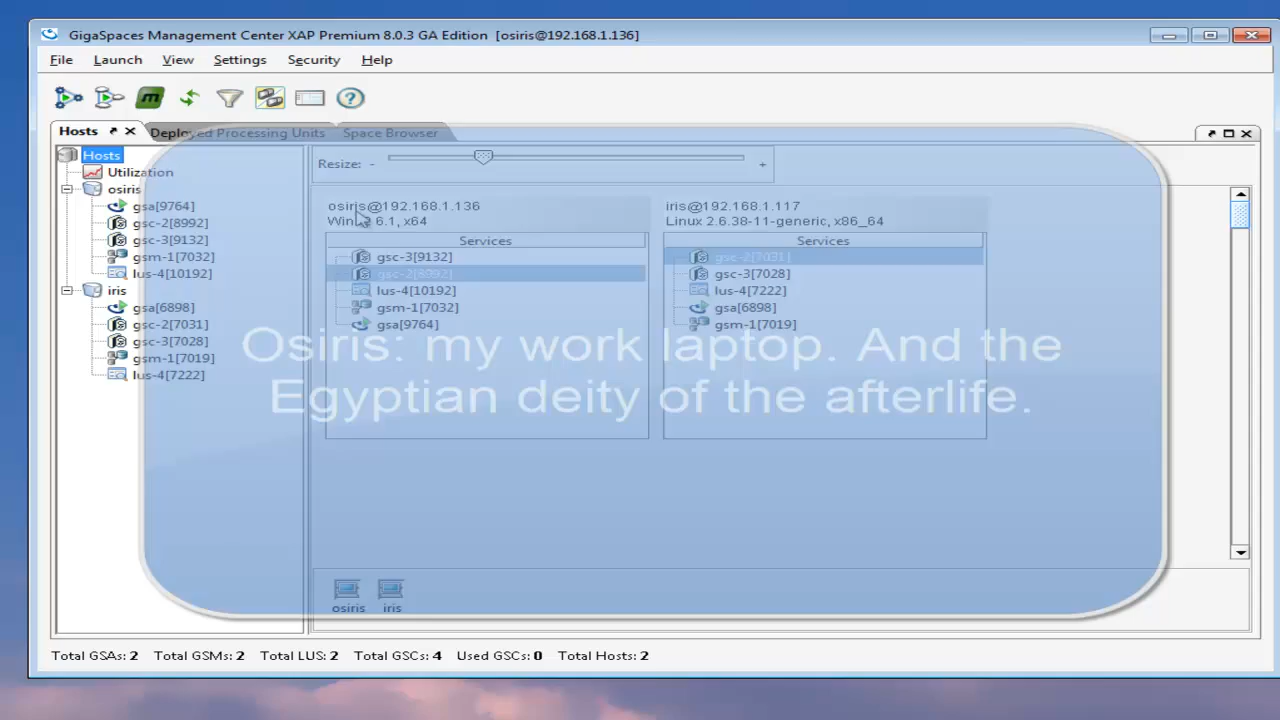 GigaSpaces Management Center XAP Premium 8.0.3 GA Edition [osiris@192.168.1.136]
File Launch View Settings Security Help
Hosts Deployed Processing Units Space Browser
Hosts
Utilization
osiris
gsa[9764]
gsc-2[8992]
gsc-3[9132]
gsm-1[7032]
lus-4[10192]
iris
gsa[6898]
gsc-2[7031]
gsc-3[7028]
gsm-1[7019]
lus-4[7222]
Resize: - +
osiris@192.168.1.136
Win 6.1, x64
Services
gsc-3[9132]
gsc-2[8992]
lus-4[10192]
gsm-1[7032]
gsa[9764]
iris@192.168.1.117
Linux 2.6.38-11-generic, x86_64
Services
gsc-2[7031]
gsc-3[7028]
lus-4[7222]
gsa[6898]
gsm-1[7019]
Osiris: my work laptop. And the
Egyptian deity of the afterlife.
osiris iris
Total GSAs: 2 Total GSMs: 2 Total LUS: 2 Total GSCs: 4 Used GSCs: 0 Total Hosts: 2